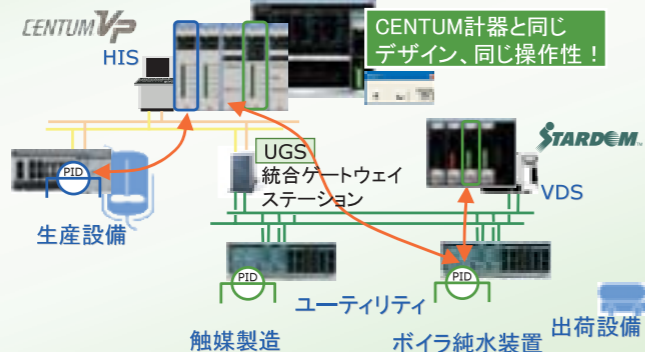 CENTUM VP
HIS
CENTUM計器と同じ
デザイン、同じ操作性！
STARDOM
PID
UGS
統合ゲートウェイ
ステーション
VDS
生産設備
PID
PID
ユーティリティ
触媒製造
ボイラ純水装置
出荷設備